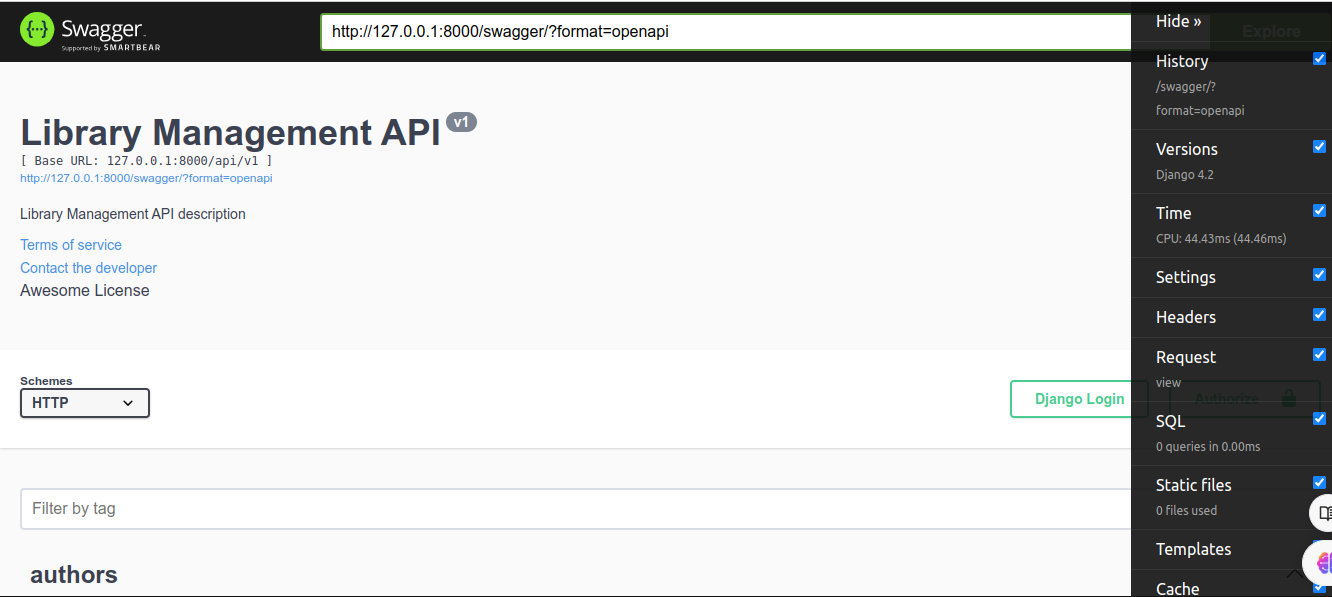 Swagger
Supported by SMARTBEAR
http://127.0.0.1:8000/swagger/?format=openapi
Explore
Library Management API v1
[ Base URL: 127.0.0.1:8000/api/v1 ]
http://127.0.0.1:8000/swagger/?format=openapi
Library Management API description
Terms of service
Contact the developer
Awesome License
Schemes
HTTP
Django Login
Authorize
Filter by tag
authors
Hide »
History
/swagger/?
format=openapi
Versions
Django 4.2
Time
CPU: 44.43ms (44.46ms)
Settings
Headers
Request
view
SQL
0 queries in 0.00ms
Static files
0 files used
Templates
Cache